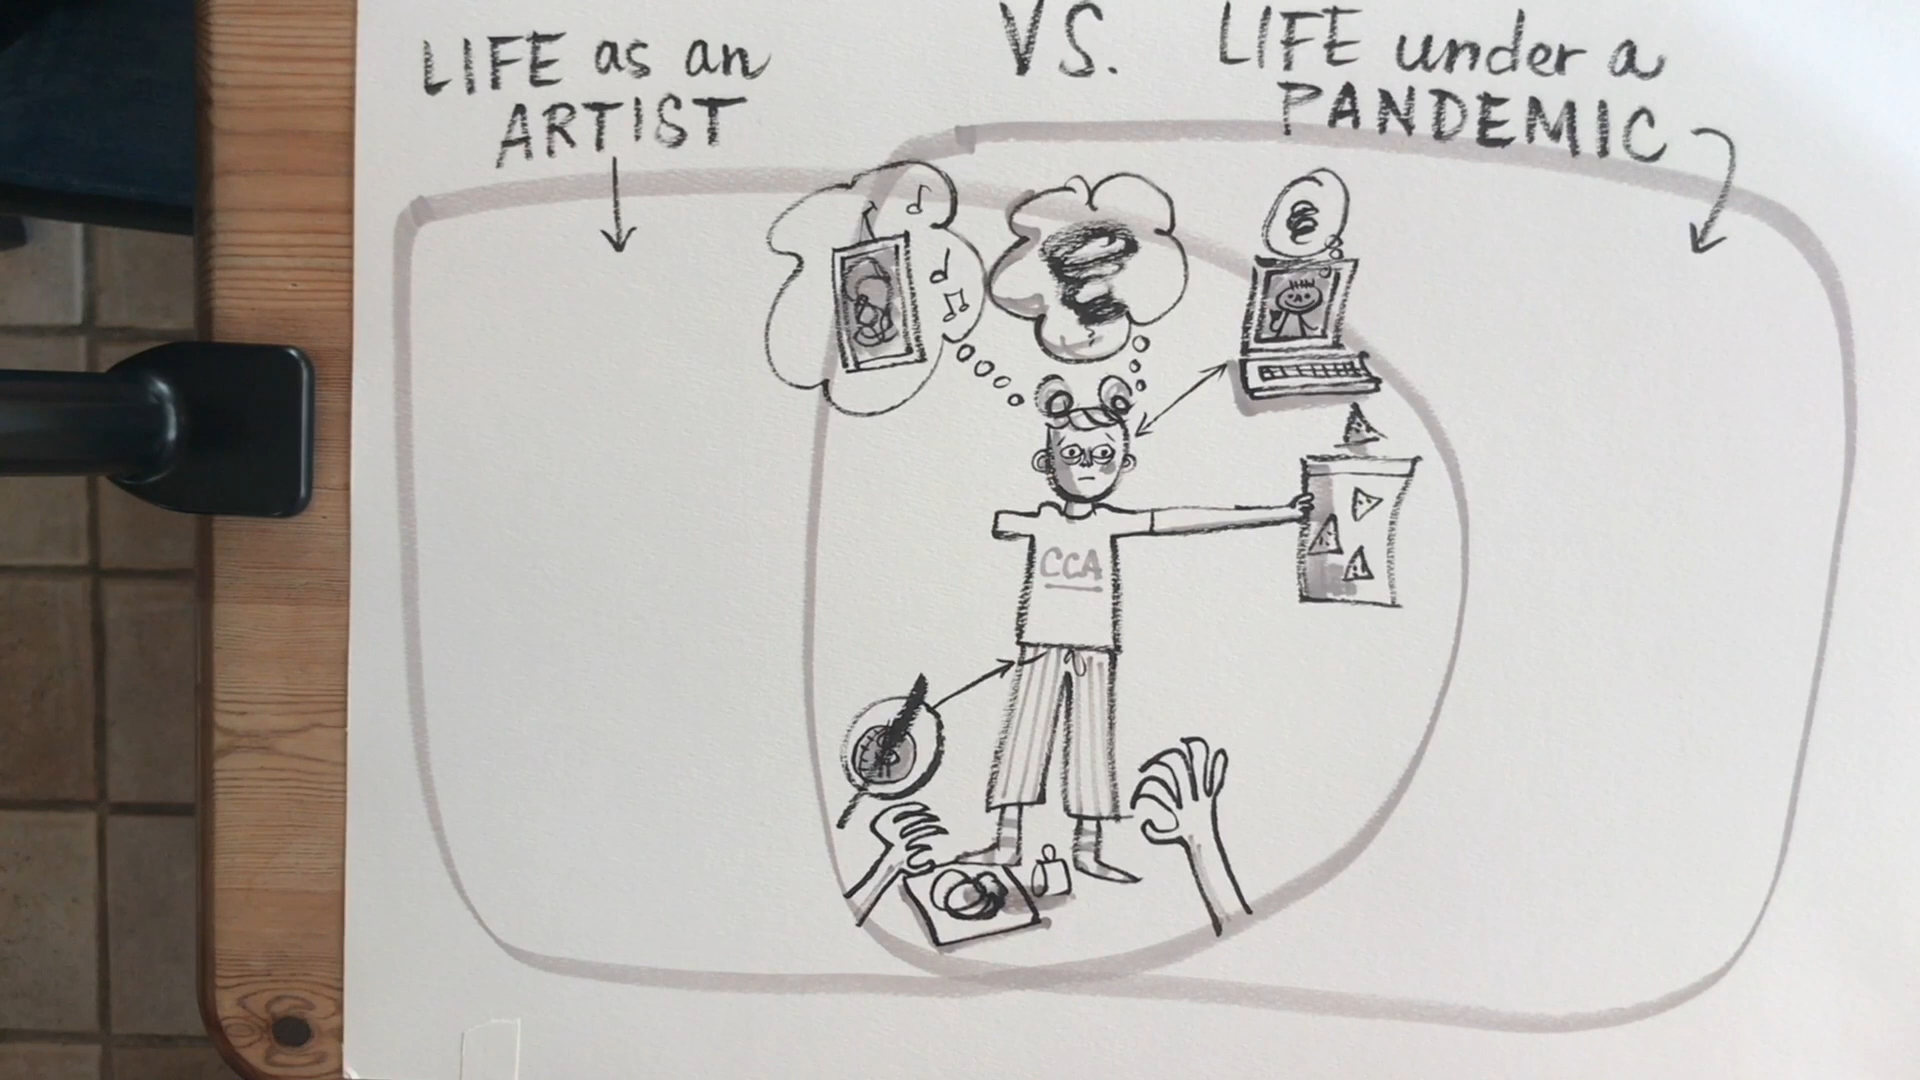 LIFE as an
ARTIST
VS.
LIFE under a
PANDEMIC
CCA